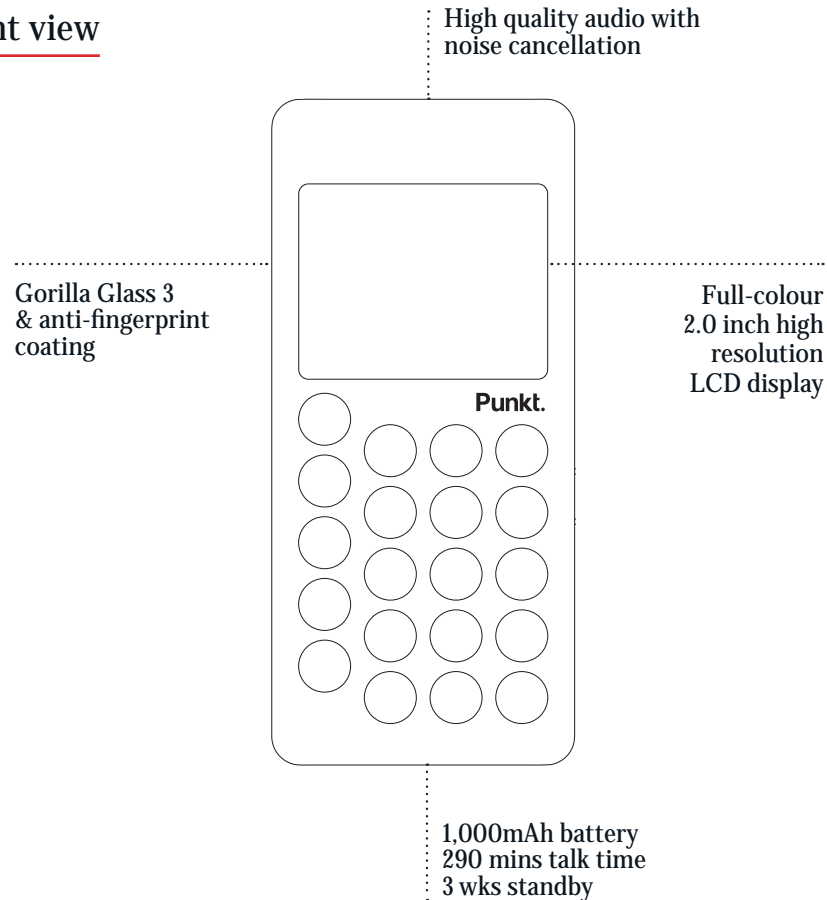 nt view
High quality audio with
noise cancellation
Gorilla Glass 3
& anti-fingerprint
coating
Full-colour
2.0 inch high
resolution
LCD display
Punkt.
1,000mAh battery
290 mins talk time
3 wks standby